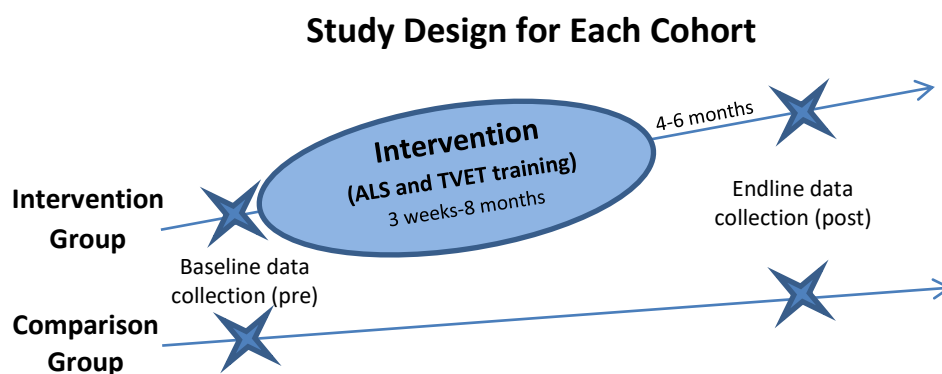 Study Design for Each Cohort
4-6 months
Intervention
(ALS and TVET training)
3 weeks-8 months
Intervention
Group
Endline data
collection (post)
Baseline data
collection (pre)
Comparison
Group